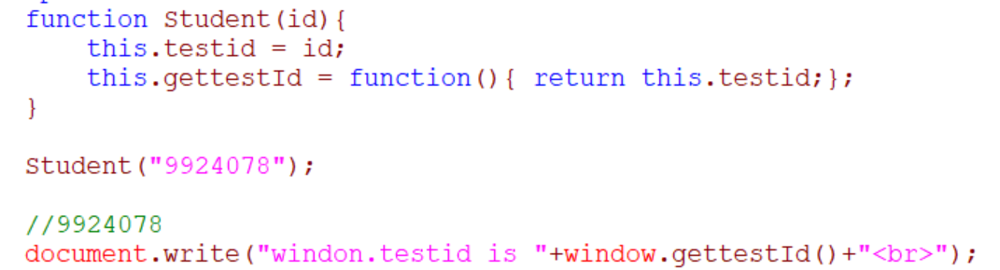 function Student(id){
    this.testid = id;
    this.gettestId = function(){ return this.testid;};
}
Student("9924078");
//9924078
document.write("windon.testid is "+window.gettestId()+"<br>");